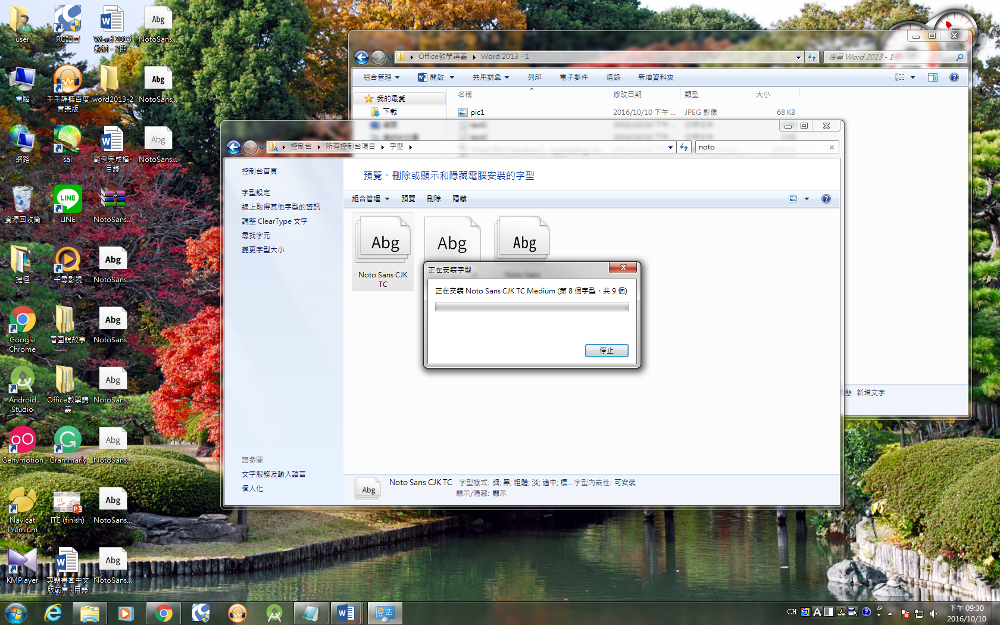 user
RC語言
Word 2013
教材 - 2排...
NotoSans...
電腦
千千靜聽百度
音樂版
word2013-2
NotoSans...
網路
sai
範例完成檔-
目錄
NotoSans...
資源回收筒
LINE
NotoSans...
捷徑
千尋影視
NotoSans...
Google
Chrome
看圖說故事
NotoSans...
Android
Studio
Office教學講
義
NotoSans...
Genymotion
Grammarly
NotoSans...
Navicat
Premium
ITE (finish)
NotoSans...
KMPlayer
專題書面中文
版前言+目錄
NotoSans...
Abg
Abg
Abg
Abg
Abg
Abg
Abg
Abg
Abg
LINE
Office教學講義
Word 2013 - 1
搜尋 Word 2013 - 1
組合管理
開啟
共用對象
列印
電子郵件
燒錄
新增資料夾
我的最愛
下載
名稱
修改日期
類型
大小
pic1
2016/10/10 下午 ...
JPEG 影像
68 KB
態: 新增文字
控制台
所有控制台項目
字型
noto
控制台首頁
字型設定
線上取得其他字型的資訊
調整 ClearType 文字
尋找字元
變更字型大小
請參閱
文字服務及輸入語言
個人化
預覽、刪除或顯示和隱藏電腦安裝的字型
組合管理
預覽
刪除
隱藏
Abg
Abg
Abg
Noto Sans CJK
TC
正在安裝字型
正在安裝 Noto Sans CJK TC Medium (第 8 個字型，共 9 個)
停止
Abg
Noto Sans CJK TC
字型樣式: 細; 黑; 粗體; 淡; 適中; 標...
字型內嵌性: 可安裝
顯示/隱藏: 顯示
CH
下午 09:30
2016/10/10